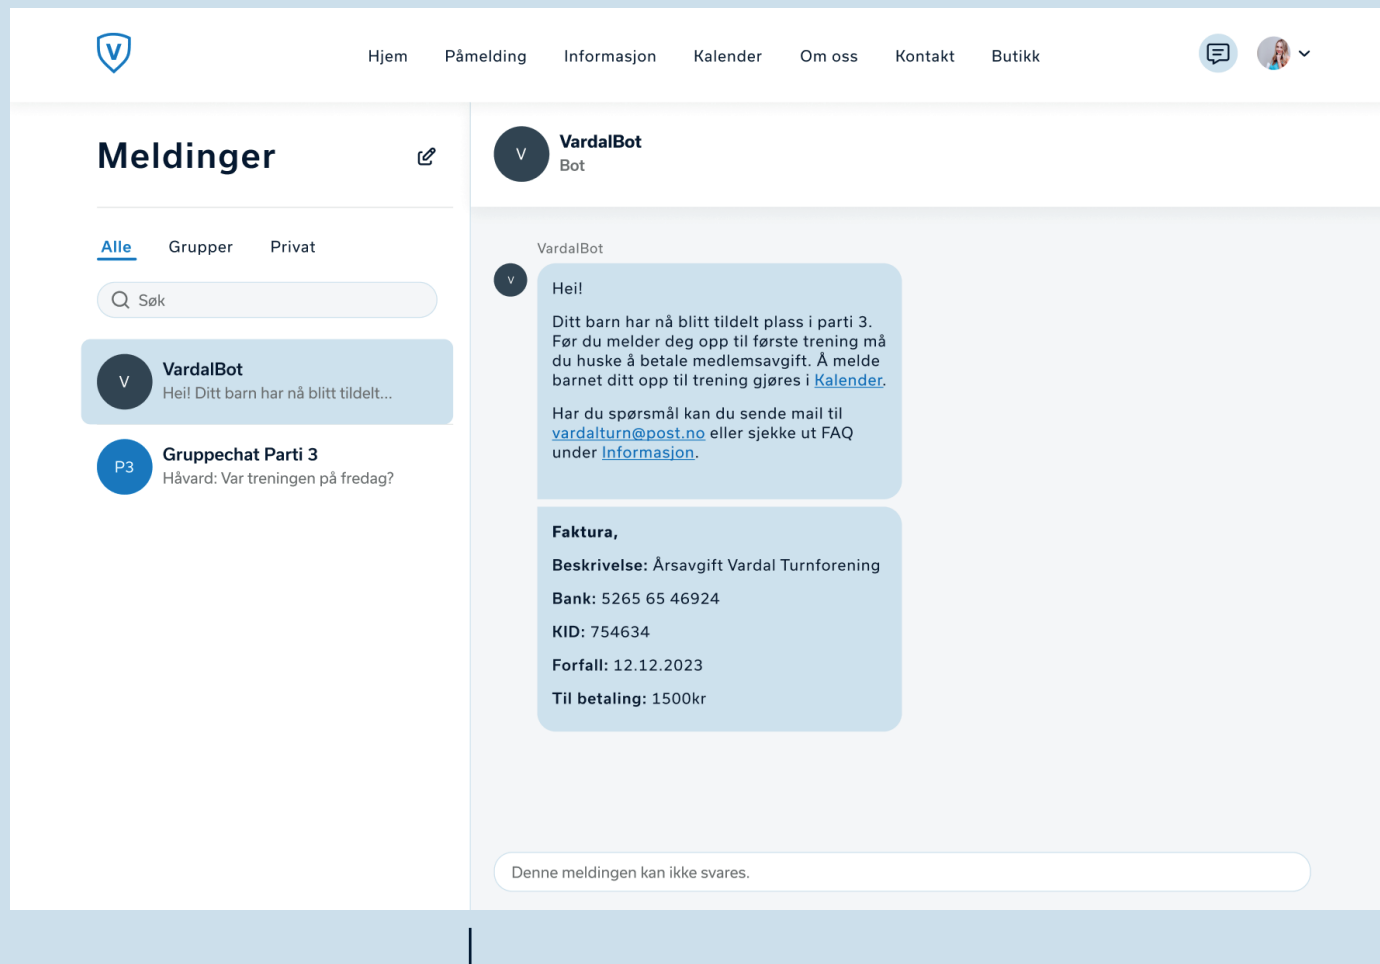 V
Hjem Påmelding Informasjon Kalender Om oss Kontakt Butikk
Meldinger
Alle Grupper Privat
Søk
V
VardalBot
Hei! Ditt barn har nå blitt tildelt...
P3
Gruppechat Parti 3
Håvard: Var treningen på fredag?
V
VardalBot
Bot
VardalBot
V
Hei!
Ditt barn har nå blitt tildelt plass i parti 3.
Før du melder deg opp til første trening må
du huske å betale medlemsavgift. Å melde
barnet ditt opp til trening gjøres i Kalender.
Har du spørsmål kan du sende mail til
vardalturn@post.no eller sjekke ut FAQ
under Informasjon.
Faktura,
Beskrivelse: Årsavgift Vardal Turnforening
Bank: 5265 65 46924
KID: 754634
Forfall: 12.12.2023
Til betaling: 1500kr
Denne meldingen kan ikke svares.